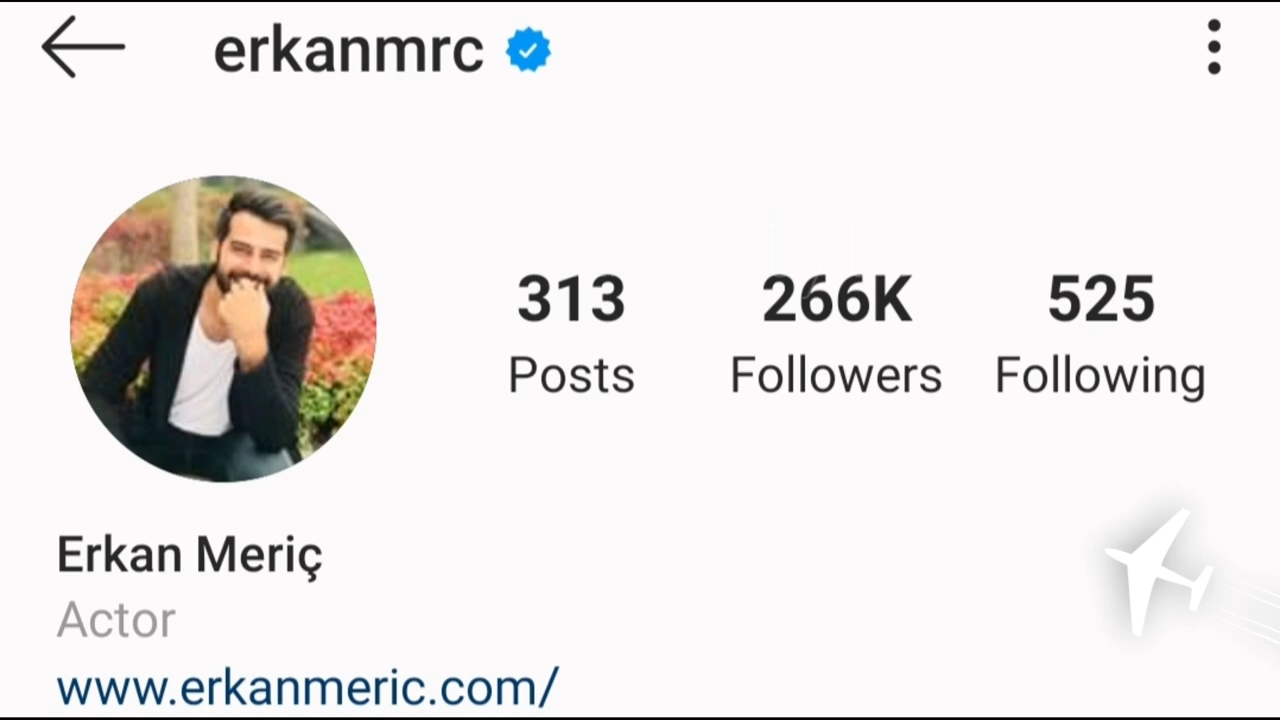 erkanmrc
313 266K 525
Posts Followers Following
Erkan Meriç
Actor
www.erkanmeric.com/